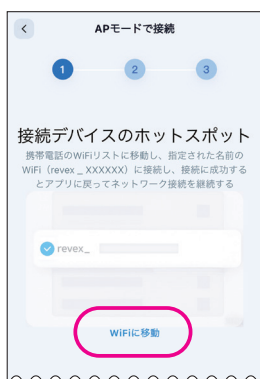 APモードで接続
1 2 3
接続デバイスのホットスポット
携帯電話のWiFiリストに移動し、指定された名前の
WiFi（revex _ XXXXXX）に接続し、接続に成功する
とアプリに戻ってネットワーク接続を継続する
revex_
WiFiに移動